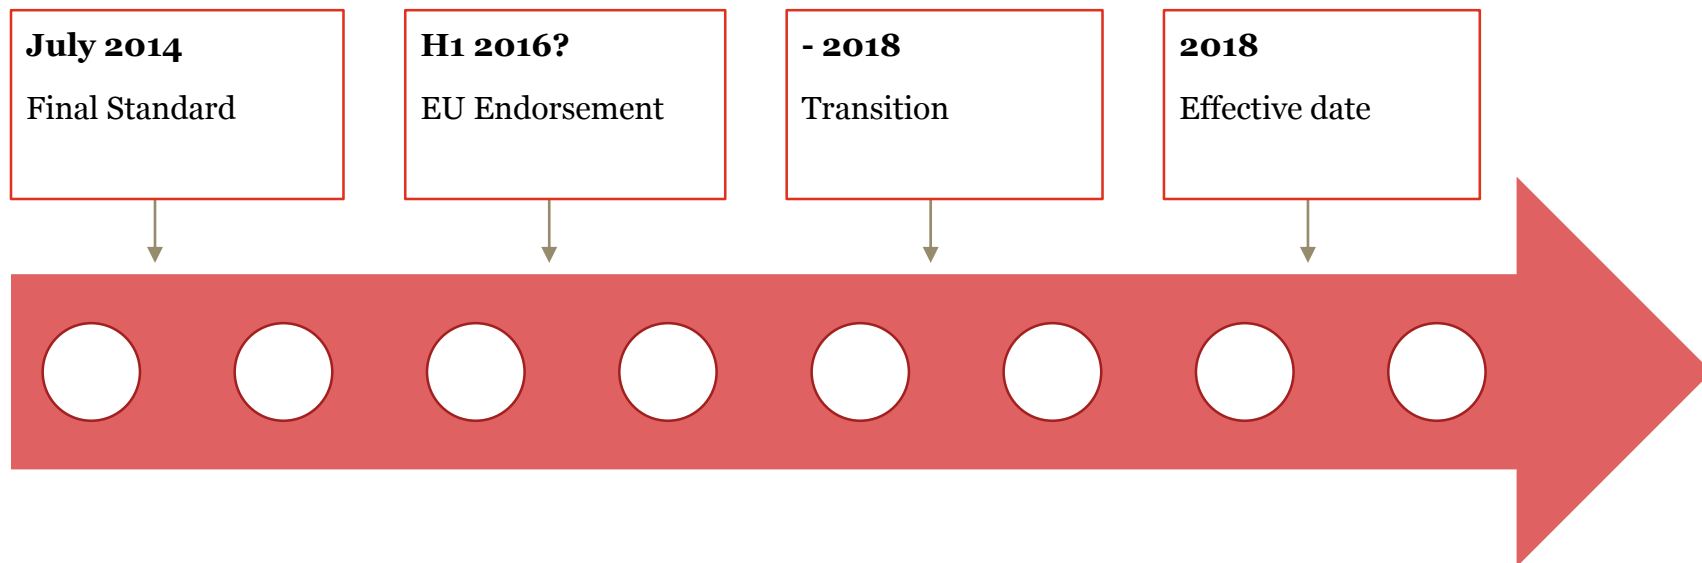 July 2014
Final Standard
H1 2016?
EU Endorsement
- 2018
Transition
2018
Effective date